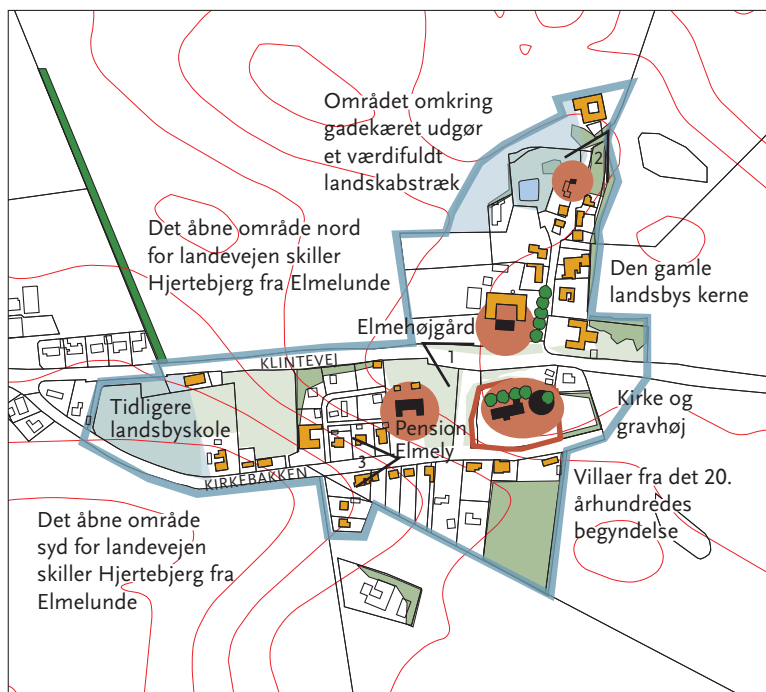 Området omkring
gadekæret udgør
et værdifuldt
landskabstræk
2
Det åbne område nord
for landevejen skiller
Hjertebjerg fra Elmelunde
Den gamle
landsbys kerne
Elmehøjgård
KLINTEVEJ
1
Tidligere
landsbyskole
Pension
Elmely
Kirke og
gravhøj
3
KIRKEBAKKEN
Villaer fra det 20.
århundredes
begyndelse
Det åbne område
syd for landevejen
skiller Hjertebjerg fra
Elmelunde